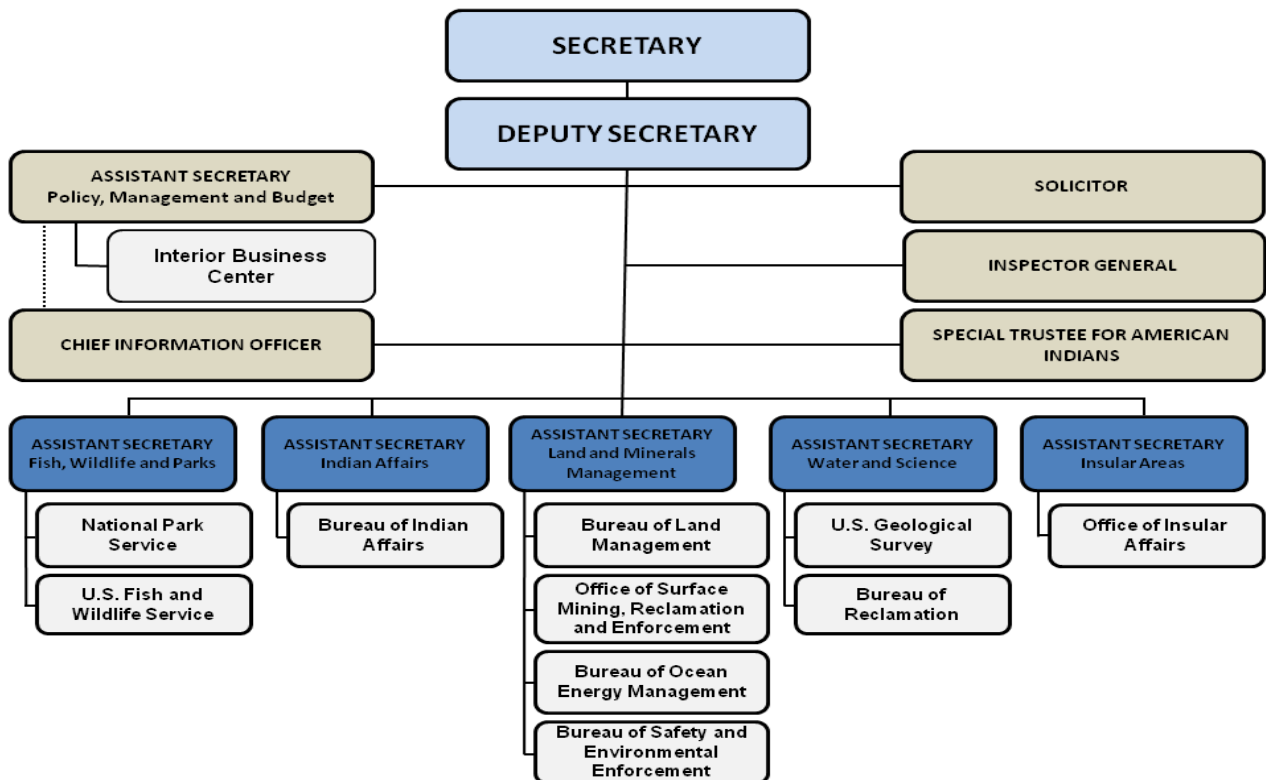 SECRETARY
DEPUTY SECRETARY
ASSISTANT SECRETARY
Policy, Management and Budget
SOLICITOR
Interior Business
Center
INSPECTOR GENERAL
CHIEF INFORMATION OFFICER
SPECIAL TRUSTEE FOR AMERICAN
INDIANS
ASSISTANT SECRETARY
Fish, Wildlife and Parks
National Park
Service
U.S. Fish and
Wildlife Service
ASSISTANT SECRETARY
Indian Affairs
Bureau of Indian
Affairs
ASSISTANT SECRETARY
Land and Minerals
Management
Bureau of Land
Management
Office of Surface
Mining, Reclamation
and Enforcement
Bureau of Ocean
Energy Management
Bureau of Safety and
Environmental
Enforcement
ASSISTANT SECRETARY
Water and Science
U.S. Geological
Survey
Bureau of
Reclamation
ASSISTANT SECRETARY
Insular Areas
Office of Insular
Affairs